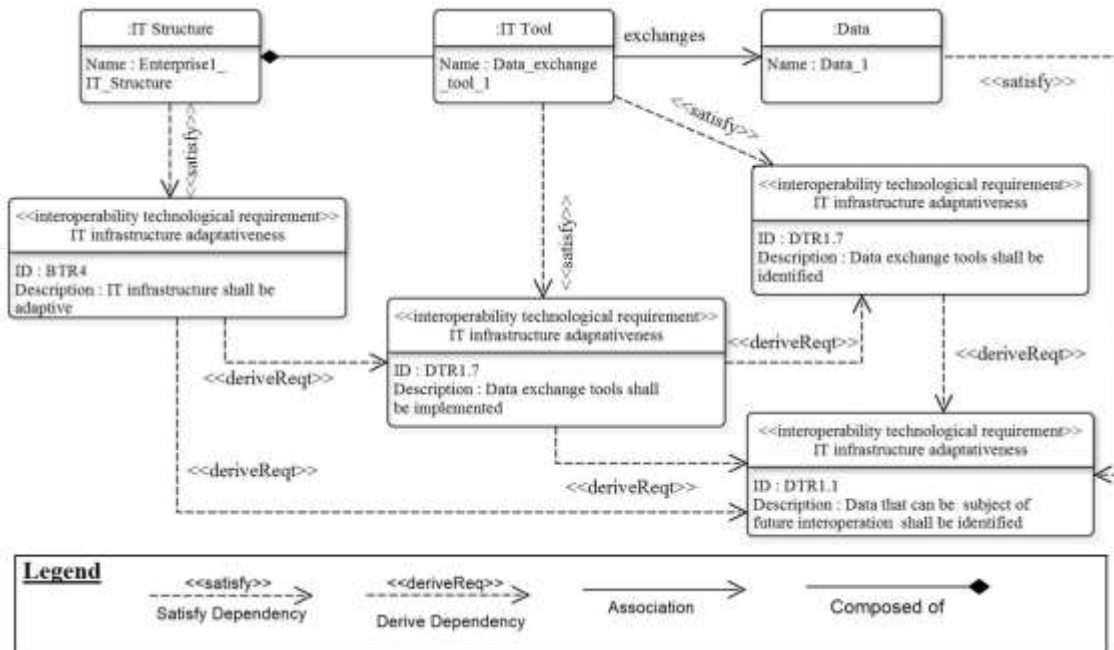 :IT Structure
Name : Enterprise1_
IT_Structure
:IT Tool
Name : Data_exchange
_tool_1
exchanges
:Data
Name : Data_1
<<satisfy>>
<<satisfy>>
<<satisfy>>
<<satisfy>>
<<interoperability technological requirement>>
IT infrastructure adaptativeness
ID : BTR4
Description : IT infrastructure shall be
adaptive
<<interoperability technological requirement>>
IT infrastructure adaptativeness
ID : DTR1.7
Description : Data exchange tools shall be
identified
<<interoperability technological requirement>>
IT infrastructure adaptativeness
ID : DTR1.7
Description : Data exchange tools shall
be implemented
<<deriveReqt>>
<<deriveReqt>>
<<deriveReqt>>
<<interoperability technological requirement>>
IT infrastructure adaptativeness
ID : DTR1.1
Description : Data that can be subject of
future interoperation shall be identified
<<deriveReqt>>
<<deriveReqt>>
Legend
<<satisfy>>
Satisfy Dependency
<<deriveReq>>
Derive Dependency
Association
Composed of